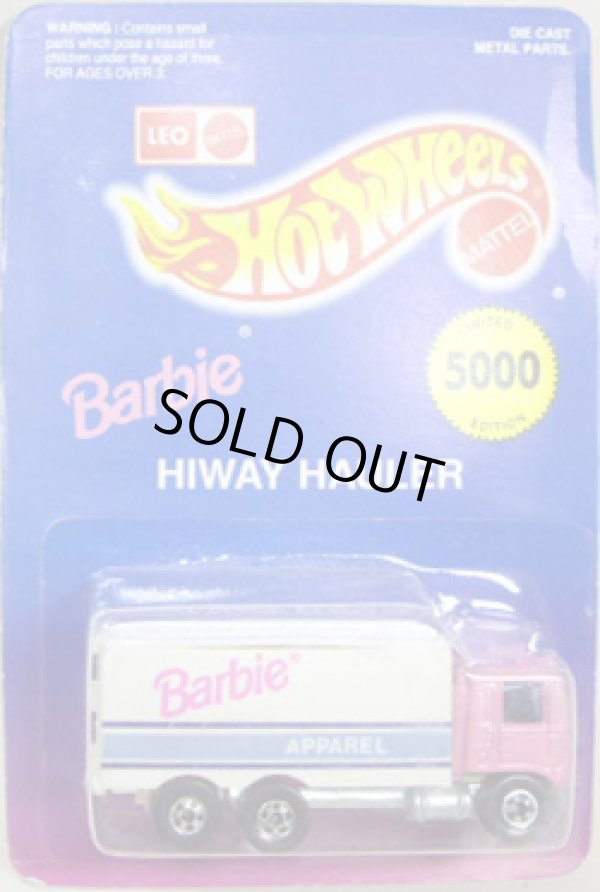 WARNING : Contains small
parts which pose a hazard for
children under the age of three.
FOR AGES OVER 3.
DIE CAST
METAL PARTS.
LEO
MATTEL
HOT WHEELS
MATTEL
®
®
Barbie
LIMITED
5000
EDITION
SOLD OUT
HIWAY HAULER
Barbie®
APPAREL